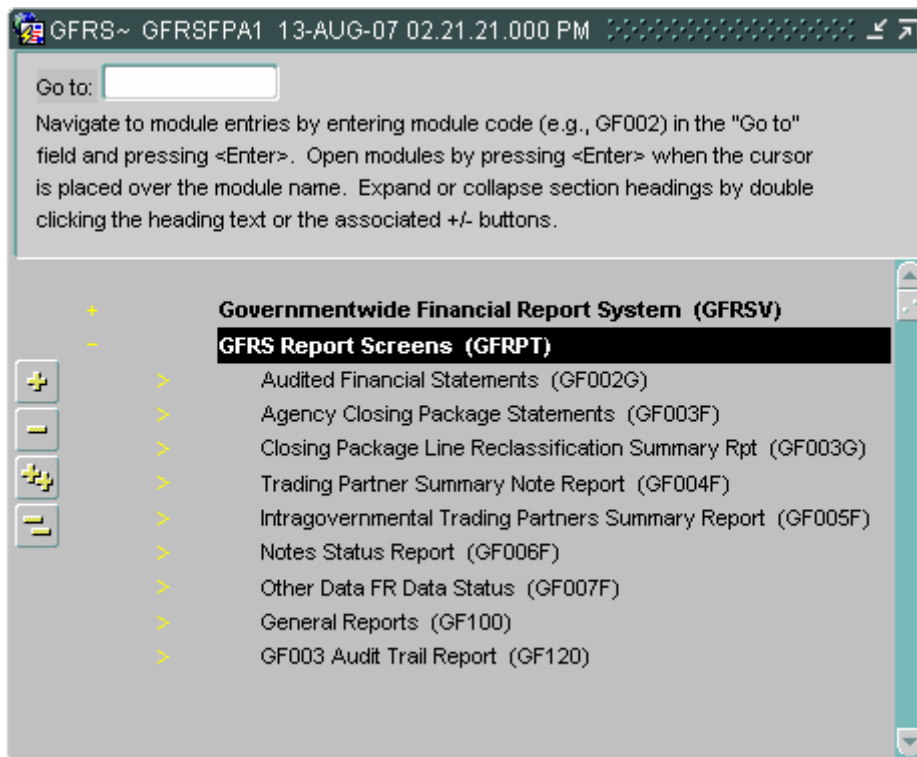 GFRS~ GFRSFPA1 13-AUG-07 02.21.21.000 PM
Go to:
Navigate to module entries by entering module code (e.g., GF002) in the "Go to"
field and pressing <Enter>. Open modules by pressing <Enter> when the cursor
is placed over the module name. Expand or collapse section headings by double
clicking the heading text or the associated +/- buttons.
+ Governmentwide Financial Report System (GFRSV)
- GFRS Report Screens (GFRPT)
> Audited Financial Statements (GF002G)
> Agency Closing Package Statements (GF003F)
> Closing Package Line Reclassification Summary Rpt (GF003G)
> Trading Partner Summary Note Report (GF004F)
> Intragovernmental Trading Partners Summary Report (GF005F)
> Notes Status Report (GF006F)
> Other Data FR Data Status (GF007F)
> General Reports (GF100)
> GF003 Audit Trail Report (GF120)